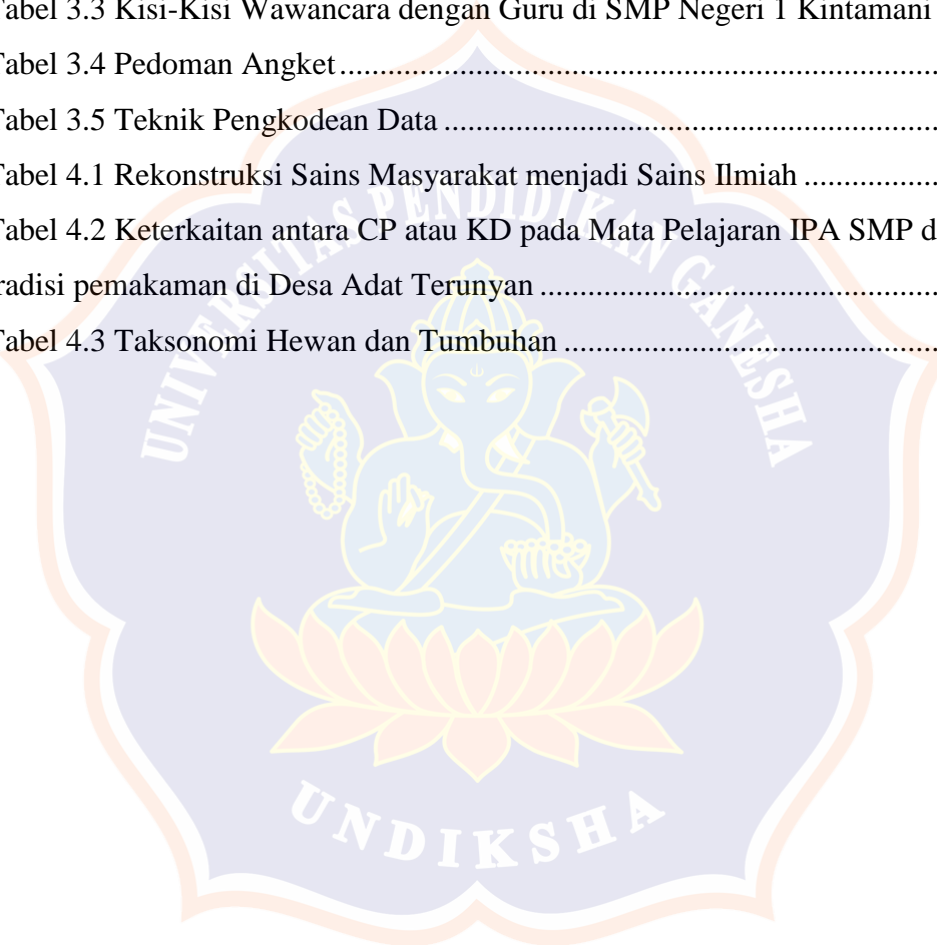 Tabel 3.3 Kisi-Kisi Wawancara dengan Guru di SMP Negeri 1 Kintamani
Tabel 3.4 Pedoman Angket
Tabel 3.5 Teknik Pengkodean Data
Tabel 4.1 Rekonstruksi Sains Masyarakat menjadi Sains Ilmiah
Tabel 4.2 Keterkaitan antara CP atau KD pada Mata Pelajaran IPA SMP
radisi pemakaman di Desa Adat Terunyan
Tabel 4.3 Taksonomi Hewan dan Tumbuhan
UNIVERSITAS PENDIDIKAN GANESHA
UNDIKSHA